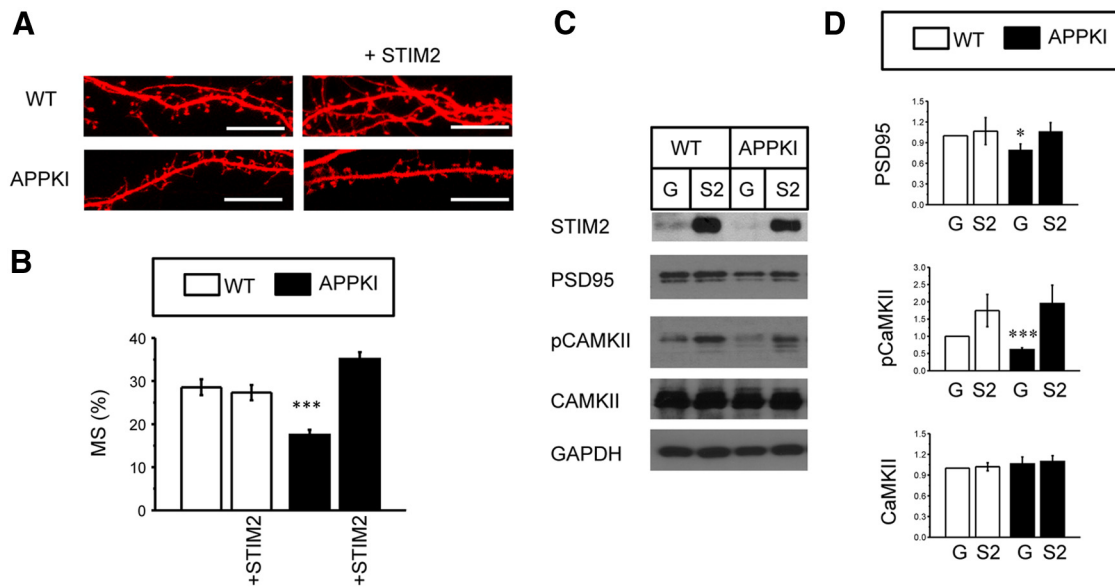 A
+ STIM2
WT
APPKI
B
WT APPKI
MS (%)
40
30
20
10
0
***
+STIM2
+STIM2
C
WT APPKI
G S2 G S2
STIM2
PSD95
pCAMKII
CAMKII
GAPDH
D
WT APPKI
PSD95
1.5
1.2
0.9
0.6
0.3
0.0
*
G S2 G S2
pCaMKII
3.0
2.5
2.0
1.5
1.0
0.5
0.0
***
G S2 G S2
CaMKII
1.5
1.2
0.9
0.6
0.3
0.0
G S2 G S2